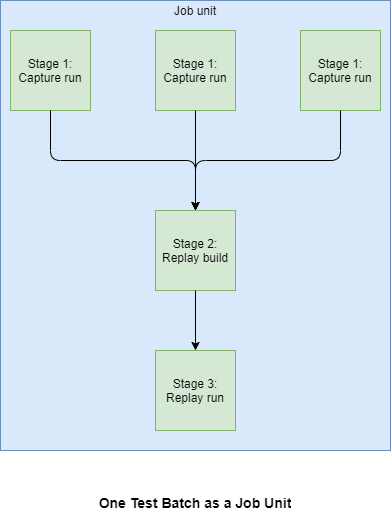 Job unit
Stage 1:
Capture run
Stage 1:
Capture run
Stage 1:
Capture run
Stage 2:
Replay build
Stage 3:
Replay run
One Test Batch as a Job Unit